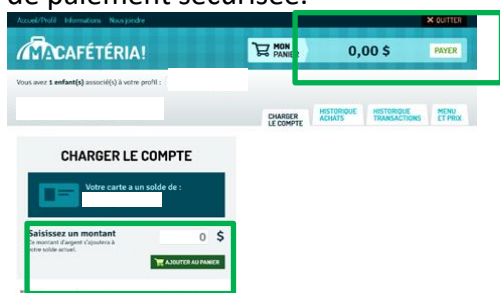 de paiement sécurisée.
Accueil/Profil Informations Nous joindre
✕ QUITTER
MACAFÉTÉRIA!
MON PANIER
0,00 $
PAYER
Vous avez 1 enfant(s) associé(s) à votre profil :
CHARGER LE COMPTE
HISTORIQUE ACHATS
HISTORIQUE TRANSACTIONS
MENU ET PRIX
CHARGER LE COMPTE
Votre carte a un solde de :
Saisissez un montant
Ce montant d'argent s'ajoutera à
votre solde actuel.
0 $
AJOUTER AU PANIER